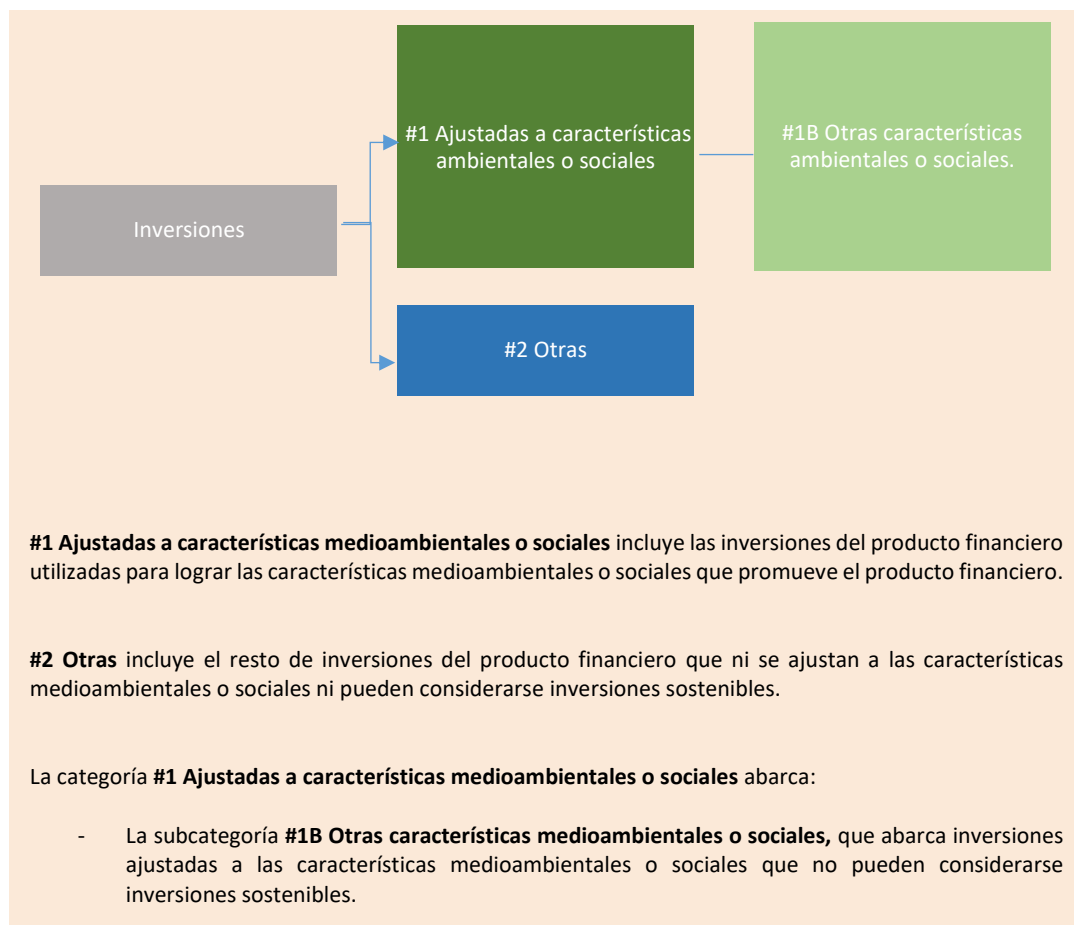 #1 Ajustadas a características
ambientales o sociales
#1B Otras características
ambientales o sociales.
Inversiones
#2 Otras
#1 Ajustadas a características medioambientales o sociales incluye las inversiones del producto financiero
utilizadas para lograr las características medioambientales o sociales que promueve el producto financiero.
#2 Otras incluye el resto de inversiones del producto financiero que ni se ajustan a las características
medioambientales o sociales ni pueden considerarse inversiones sostenibles.
La categoría #1 Ajustadas a características medioambientales o sociales abarca:
- La subcategoría #1B Otras características medioambientales o sociales, que abarca inversiones
ajustadas a las características medioambientales o sociales que no pueden considerarse
inversiones sostenibles.